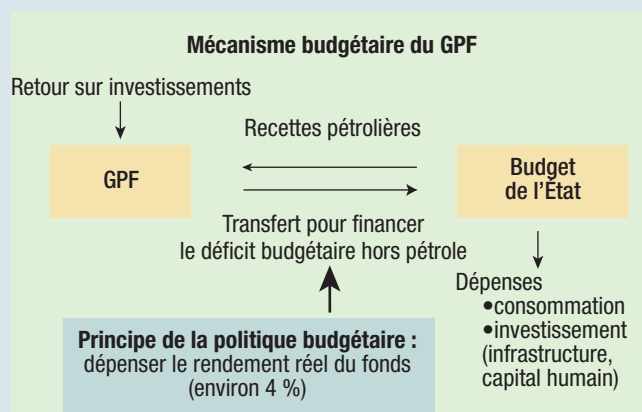 Mécanisme budgétaire du GPF
Retour sur investissements
Recettes pétrolières
GPF
Budget
de l’État
Transfert pour financer
le déficit budgétaire hors pétrole
Dépenses
•consommation
•investissement
(infrastructure,
capital humain)
Principe de la politique budgétaire :
dépenser le rendement réel du fonds
(environ 4 %)